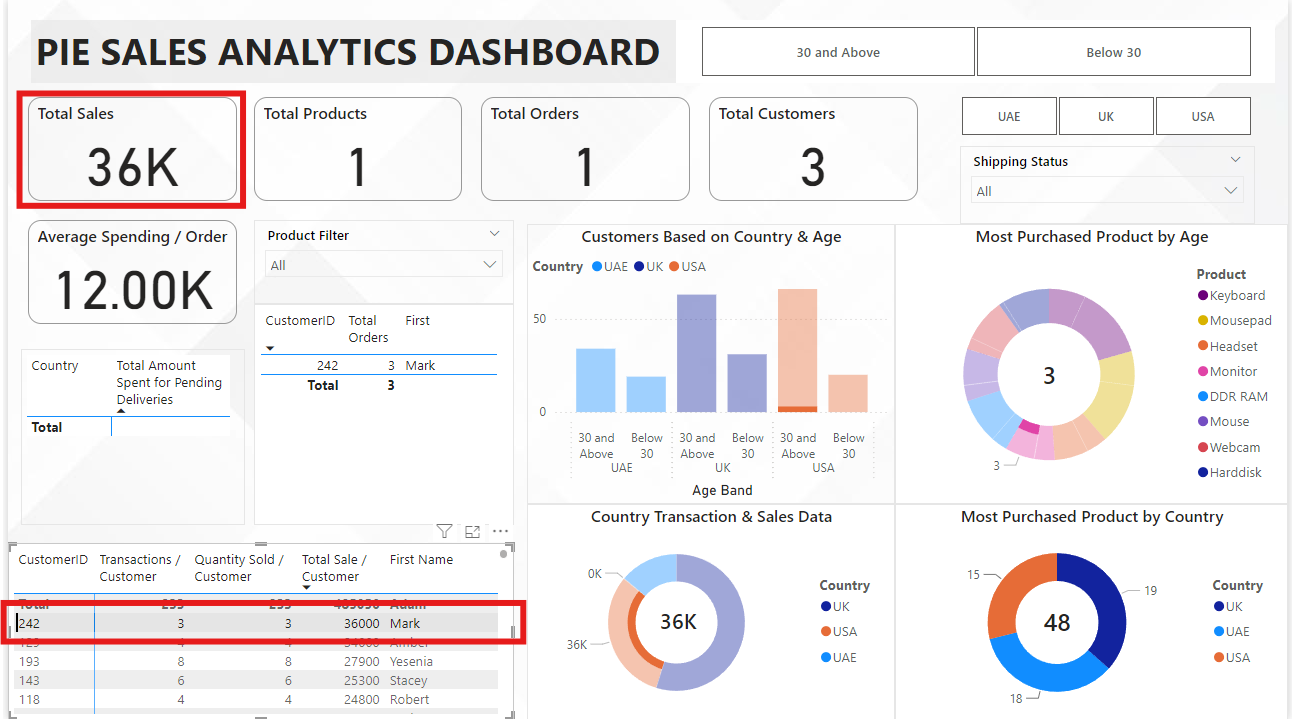 PIE SALES ANALYTICS DASHBOARD
30 and Above
Below 30
Total Sales
36K
Total Products
1
Total Orders
1
Total Customers
3
UAE
UK
USA
Shipping Status
All
Average Spending / Order
12.00K
Product Filter
All
CustomerID Total Orders First
242 3 Mark
Total 3
Country Total Amount
Spent for Pending
Deliveries
Total
Customers Based on Country & Age
Country UAE UK USA
50
0
30 and Above
Below 30
30 and Above
Below 30
30 and Above
Below 30
UAE
UK
USA
Age Band
Most Purchased Product by Age
3
3
Product
Keyboard
Mousepad
Headset
Monitor
DDR RAM
Mouse
Webcam
Harddisk
CustomerID Transactions / Customer Quantity Sold / Customer Total Sale / Customer First Name
Total 255 255 485050 Adam
242 3 3 36000 Mark
193 8 8 27900 Yesenia
143 6 6 25300 Stacey
118 4 4 24800 Robert
Country Transaction & Sales Data
0K
36K
36K
Country
UK
USA
UAE
Most Purchased Product by Country
15
19
48
18
Country
UK
UAE
USA